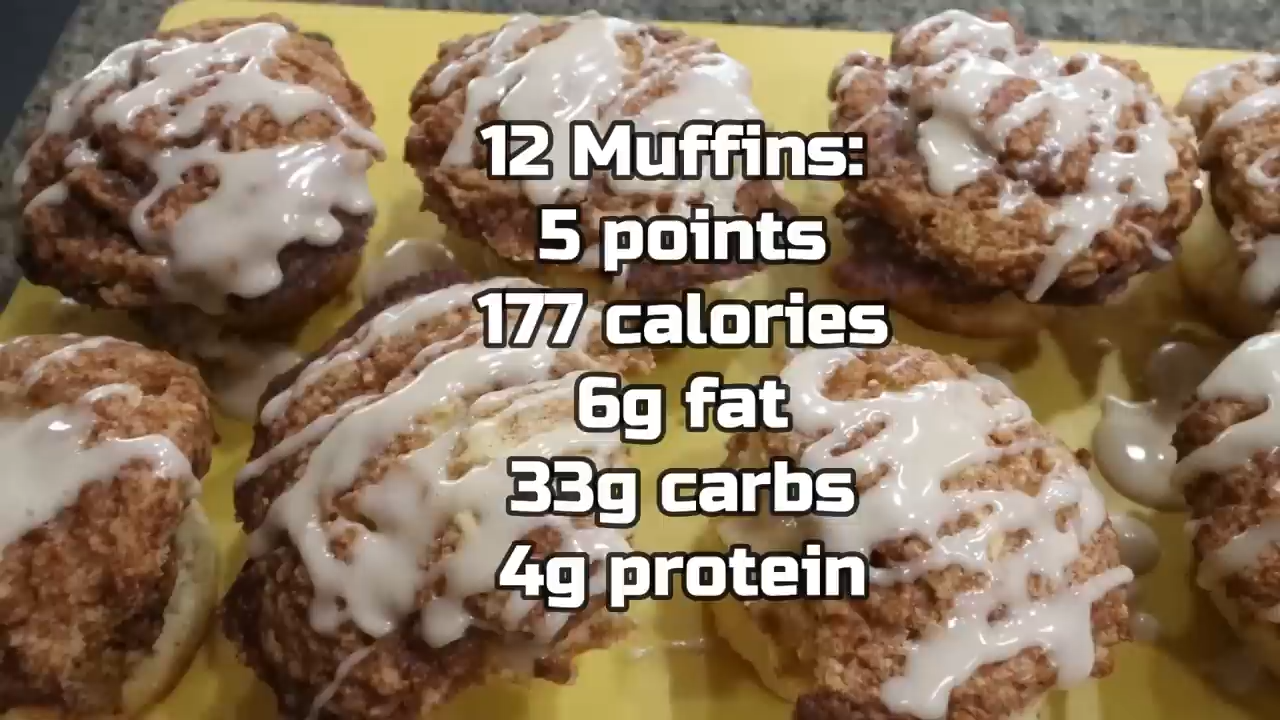 12 Muffins:
5 points
177 calories
6g fat
33g carbs
4g protein